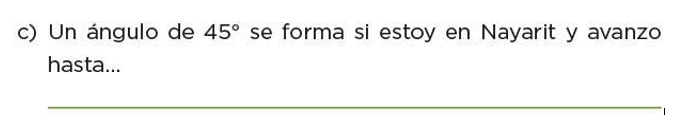 c) Un ángulo de 45° se forma si estoy en Nayarit y avanzo
hasta...